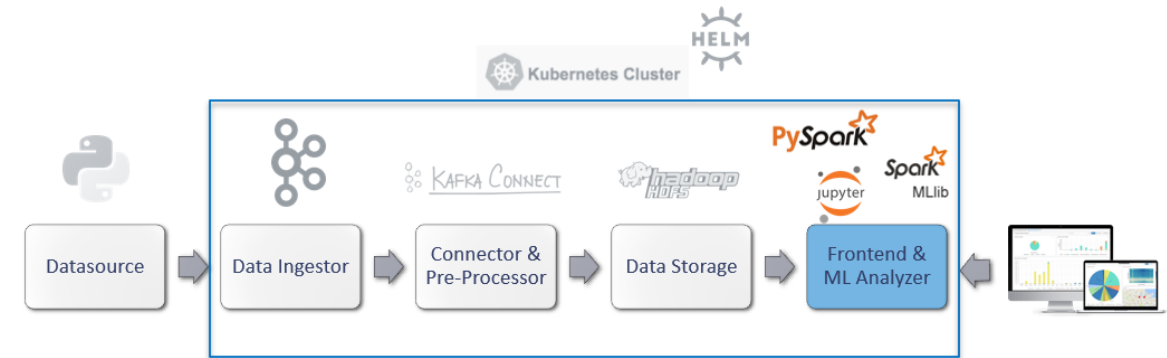 HELM
Kubernetes Cluster
PySpark
Spark
MLlib
KAFKA CONNECT
hadoop
HDFS
jupyter
Datasource
Data Ingestor
Connector &
Pre-Processor
Data Storage
Frontend &
ML Analyzer